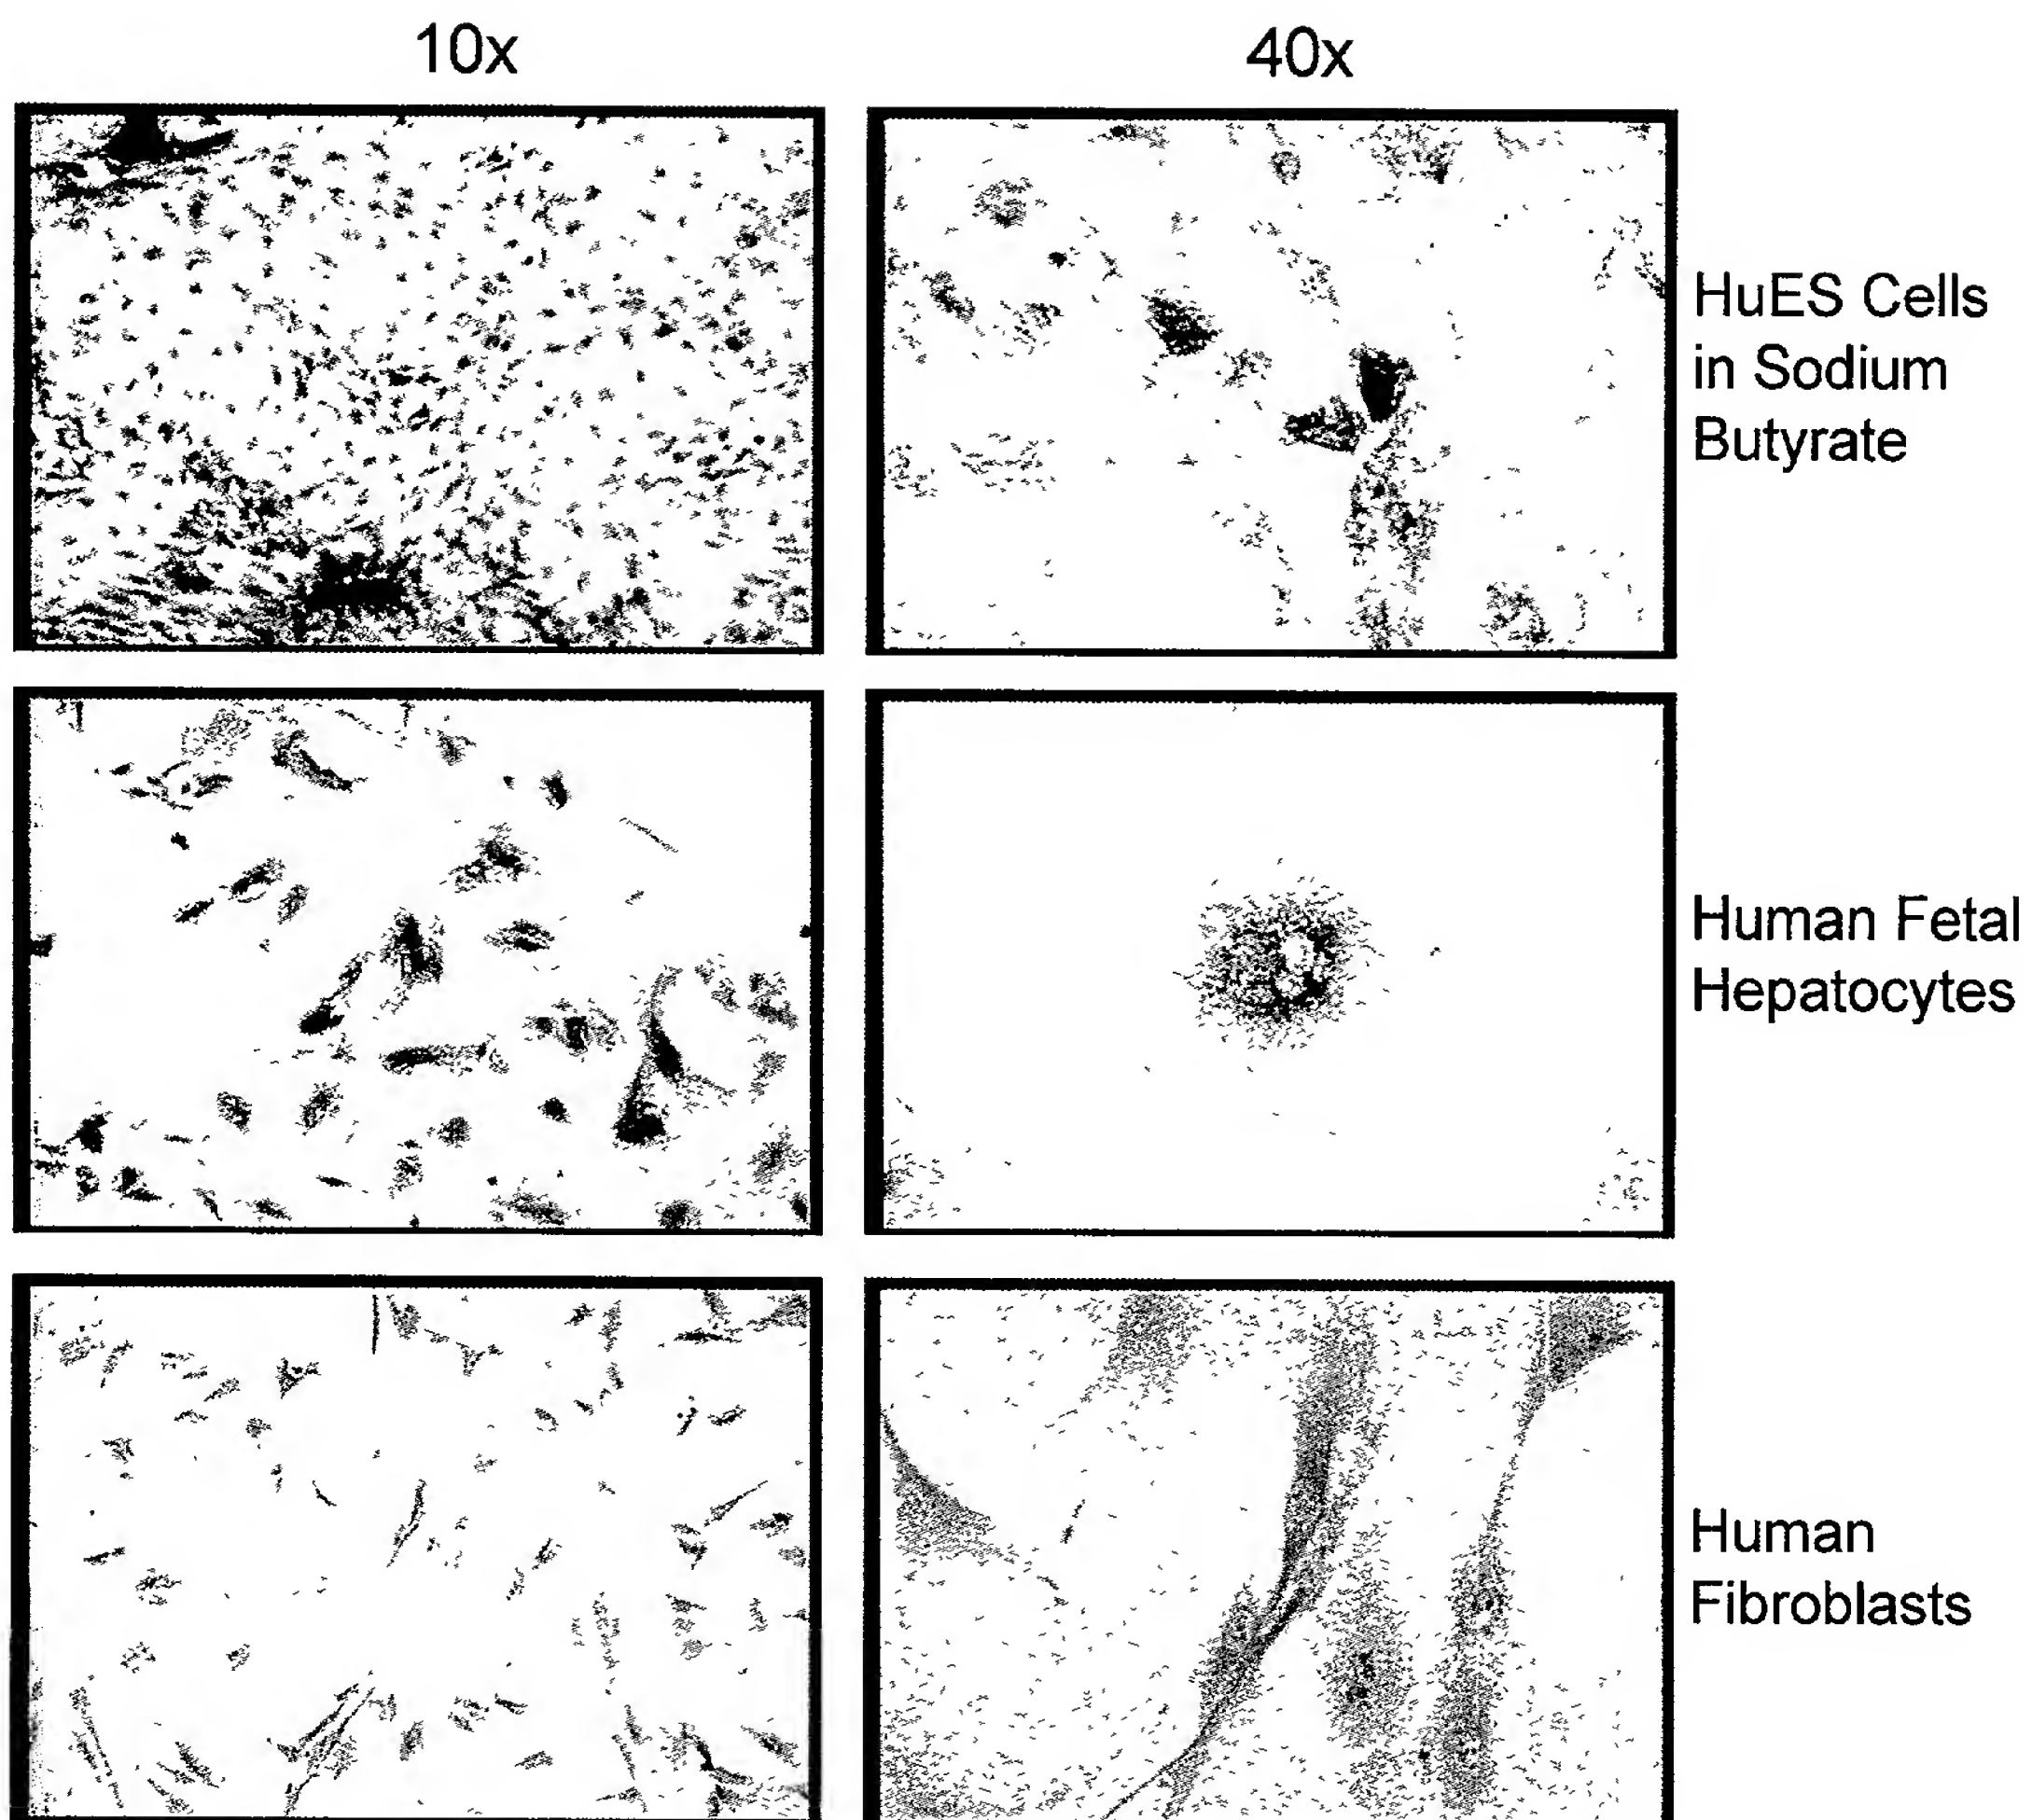 10x
40x
HuES Cells
in Sodium
Butyrate
Human Fetal
Hepatocytes
Human
Fibroblasts